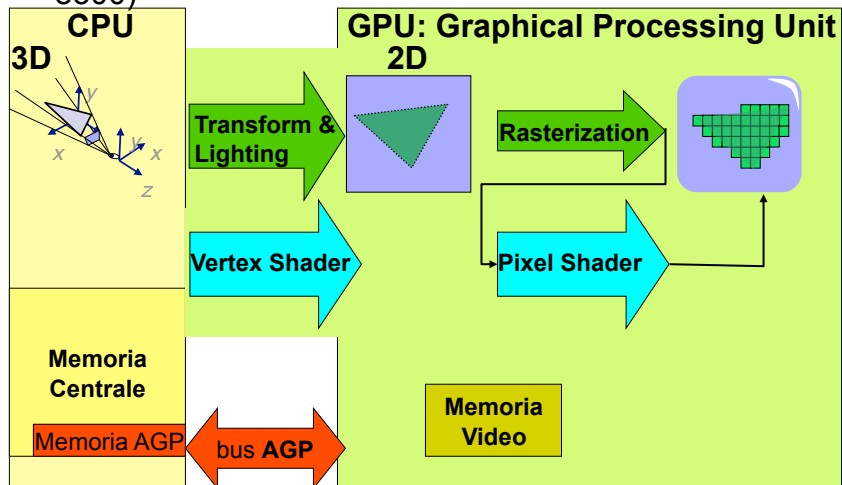 CPU
GPU: Graphical Processing Unit
3D
2D
y
x
y
x
z
Transform &
Lighting
Rasterization
Vertex Shader
Pixel Shader
Memoria
Centrale
Memoria AGP
bus AGP
Memoria
Video